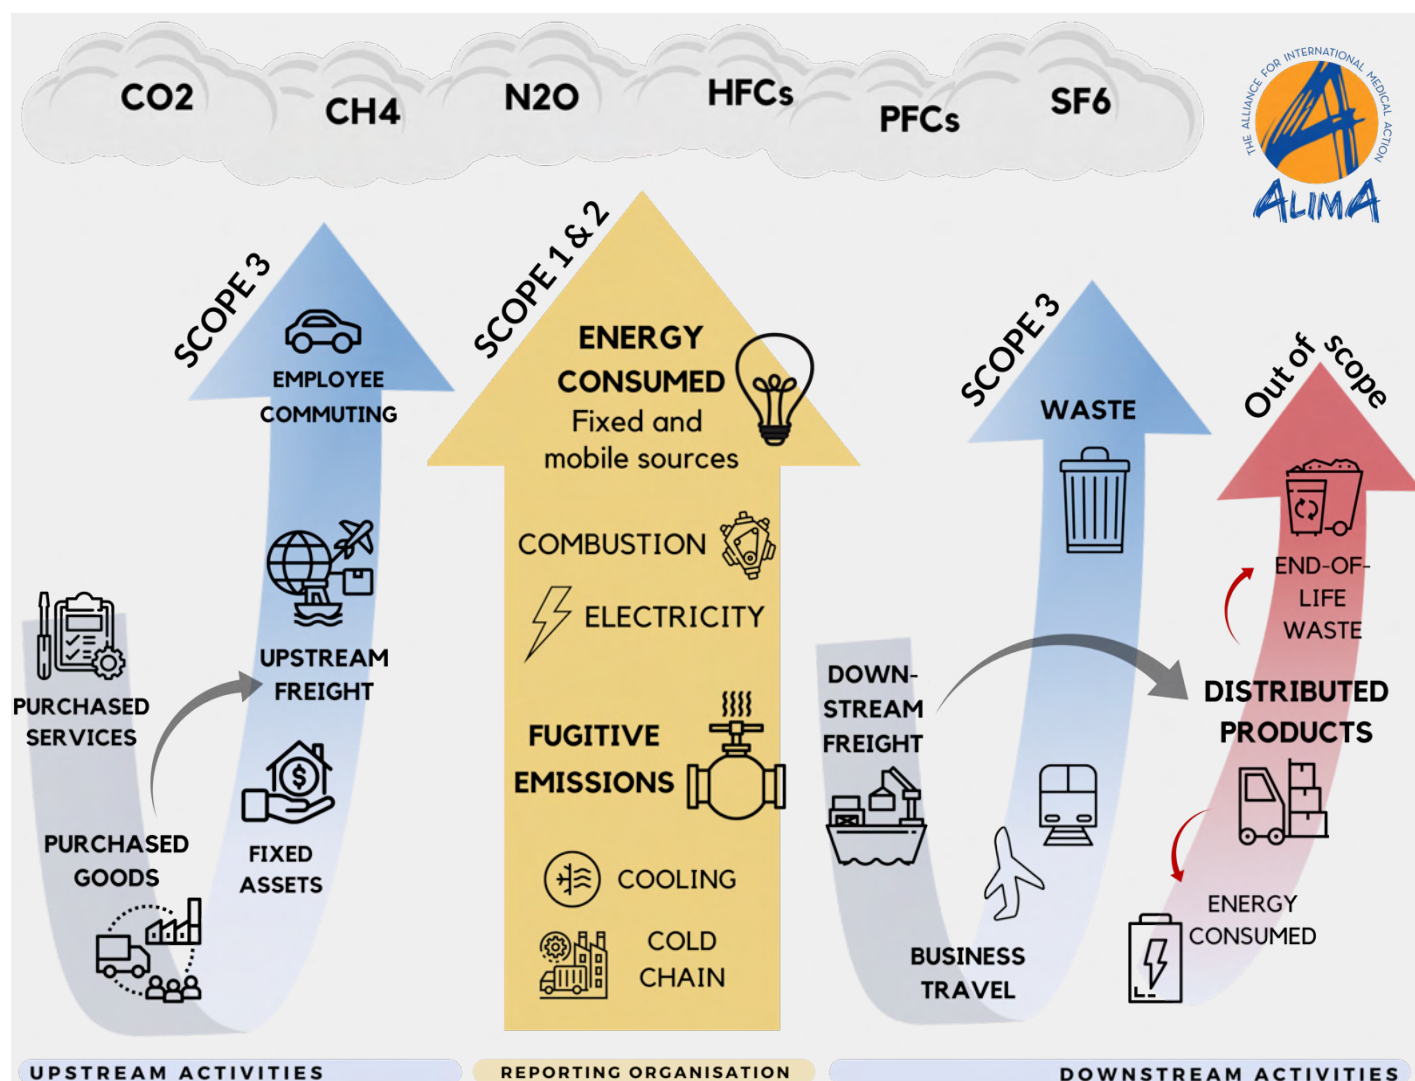 CO2
CH4
N2O
HFCs
PFCs
SF6
THE ALLIANCE FOR INTERNATIONAL MEDICAL ACTION
ALIMA
SCOPE 3
EMPLOYEE
COMMUTING
UPSTREAM
FREIGHT
PURCHASED
SERVICES
PURCHASED
GOODS
FIXED
ASSETS
SCOPE 1 & 2
ENERGY
CONSUMED
Fixed and
mobile sources
COMBUSTION
ELECTRICITY
FUGITIVE
EMISSIONS
COOLING
COLD
CHAIN
SCOPE 3
WASTE
DOWN-
STREAM
FREIGHT
BUSINESS
TRAVEL
Out of scope
END-OF-
LIFE
WASTE
DISTRIBUTED
PRODUCTS
ENERGY
CONSUMED
UPSTREAM ACTIVITIES
REPORTING ORGANISATION
DOWNSTREAM ACTIVITIES